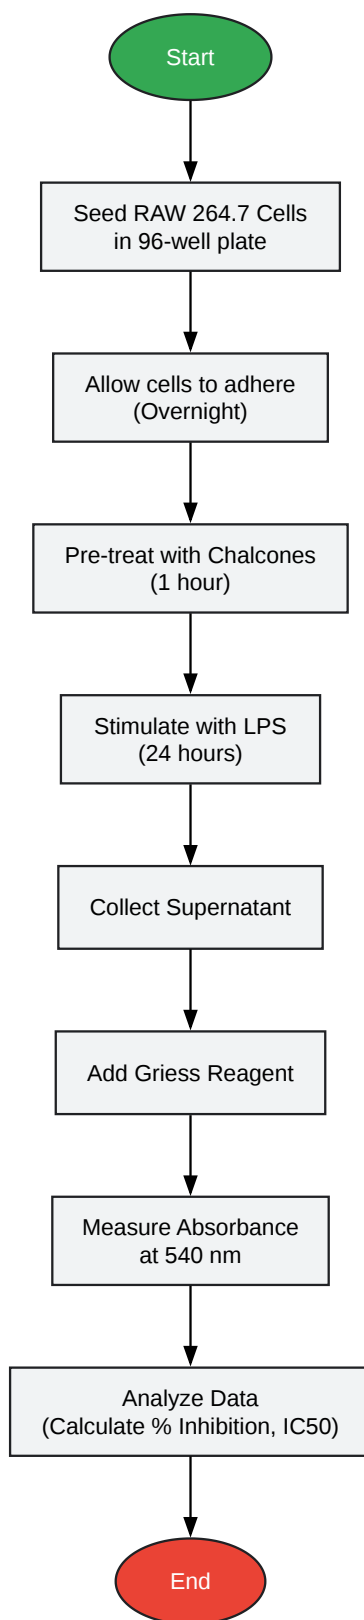 Start
Seed RAW 264.7 Cells
in 96-well plate
Allow cells to adhere
(Overnight)
Pre-treat with Chalcones
(1 hour)
Stimulate with LPS
(24 hours)
Collect Supernatant
Add Griess Reagent
Measure Absorbance
at 540 nm
Analyze Data
(Calculate % Inhibition, IC50)
End